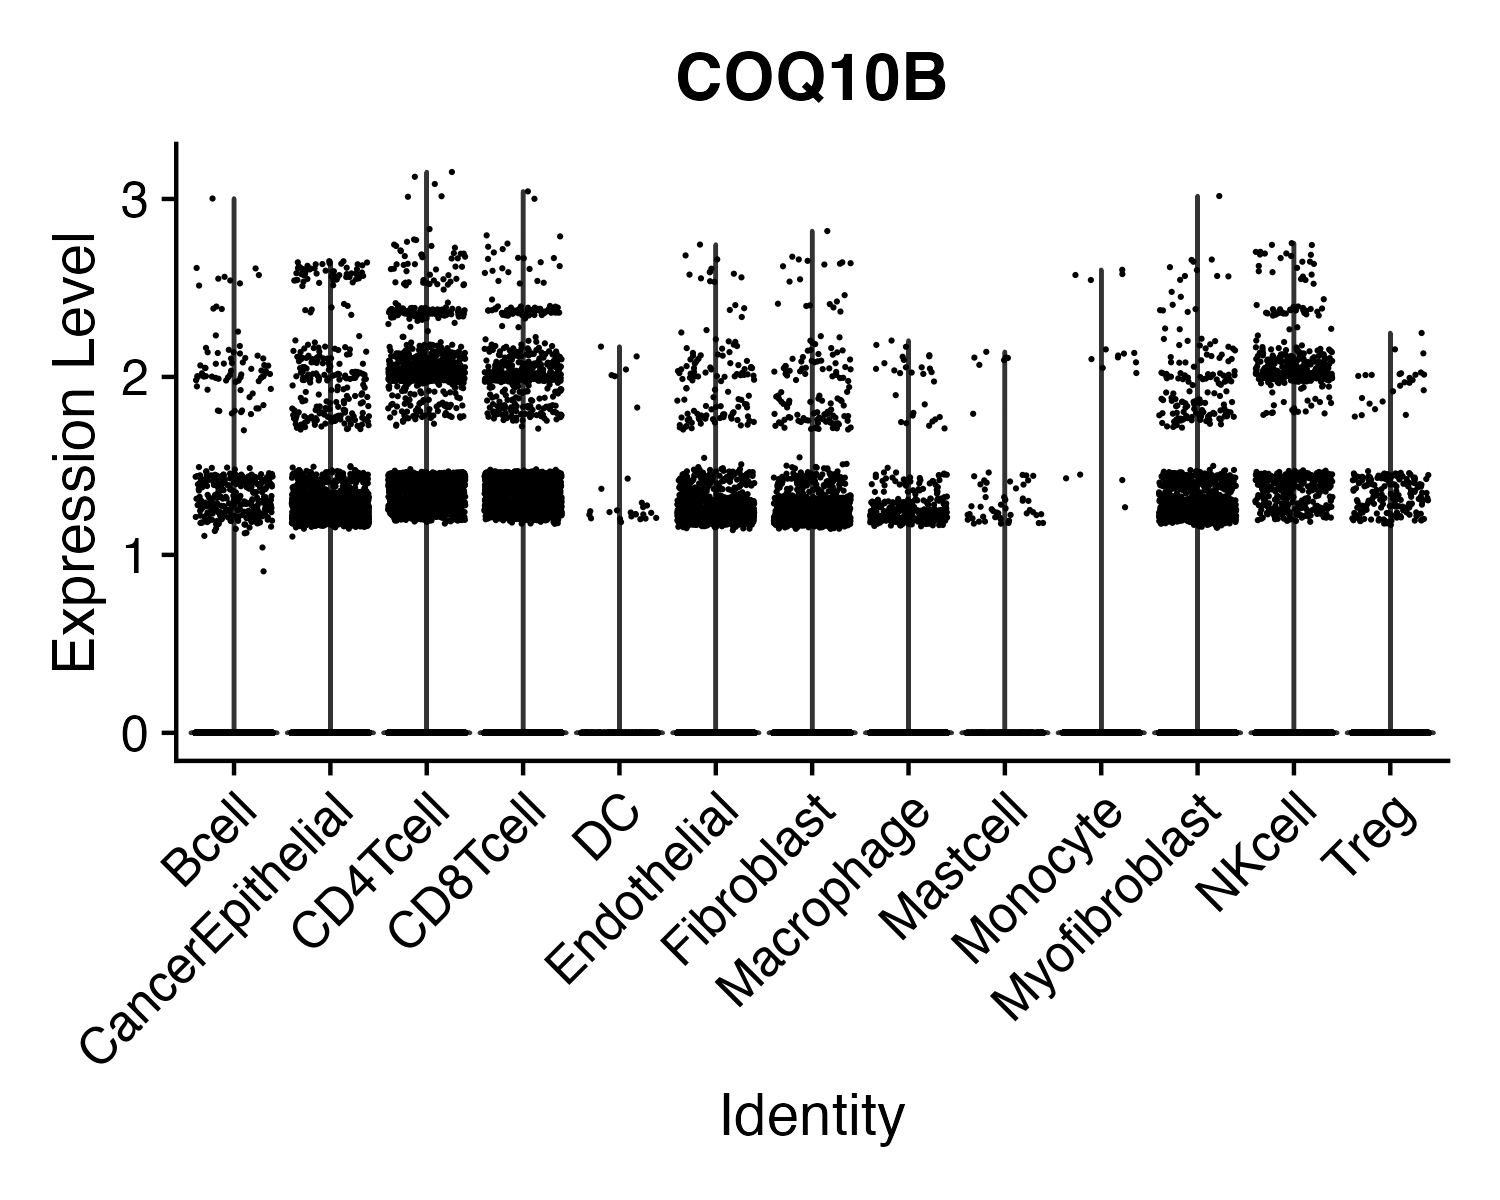 COQ10B
Expression Level
3
2
1
0
Bcell
CancerEpithelial
CD4Tcell
CD8Tcell
DC
Endothelial
Fibroblast
Macrophage
Mastcell
Monocyte
Myofibroblast
NKcell
Treg
Identity